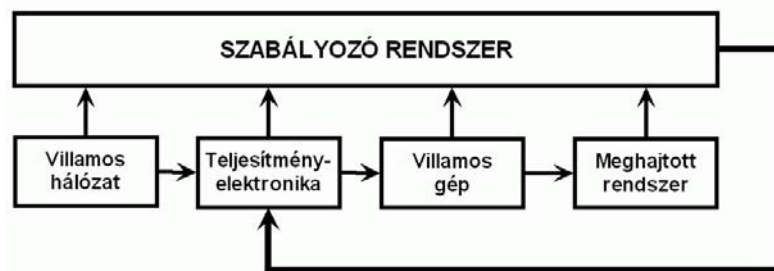 SZABÁLYOZÓ RENDSZER
Villamos
hálózat
Teljesítmény-
elektronika
Villamos
gép
Meghajtott
rendszer